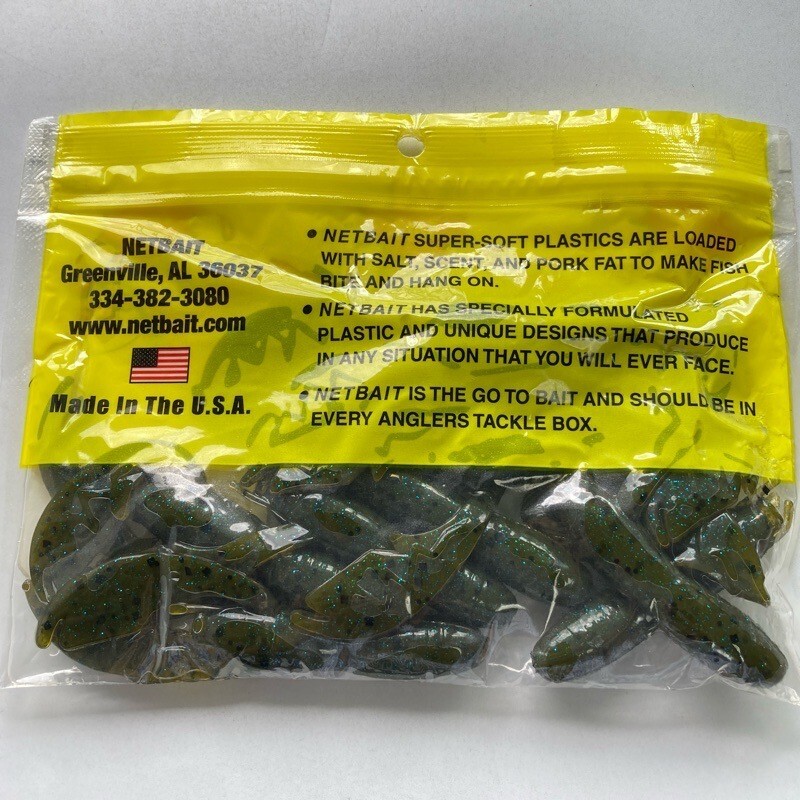 NETBAIT
Greenville, AL 36037
334-382-3080
www.netbait.com
Made In The U.S.A.
• NETBAIT SUPER-SOFT PLASTICS ARE LOADED
WITH SALT, SCENT, AND PORK FAT TO MAKE FISH
BITE AND HANG ON.
• NETBAIT HAS SPECIALLY FORMULATED
PLASTIC AND UNIQUE DESIGNS THAT PRODUCE
IN ANY SITUATION THAT YOU WILL EVER FACE.
• NETBAIT IS THE GO TO BAIT AND SHOULD BE IN
EVERY ANGLERS TACKLE BOX.